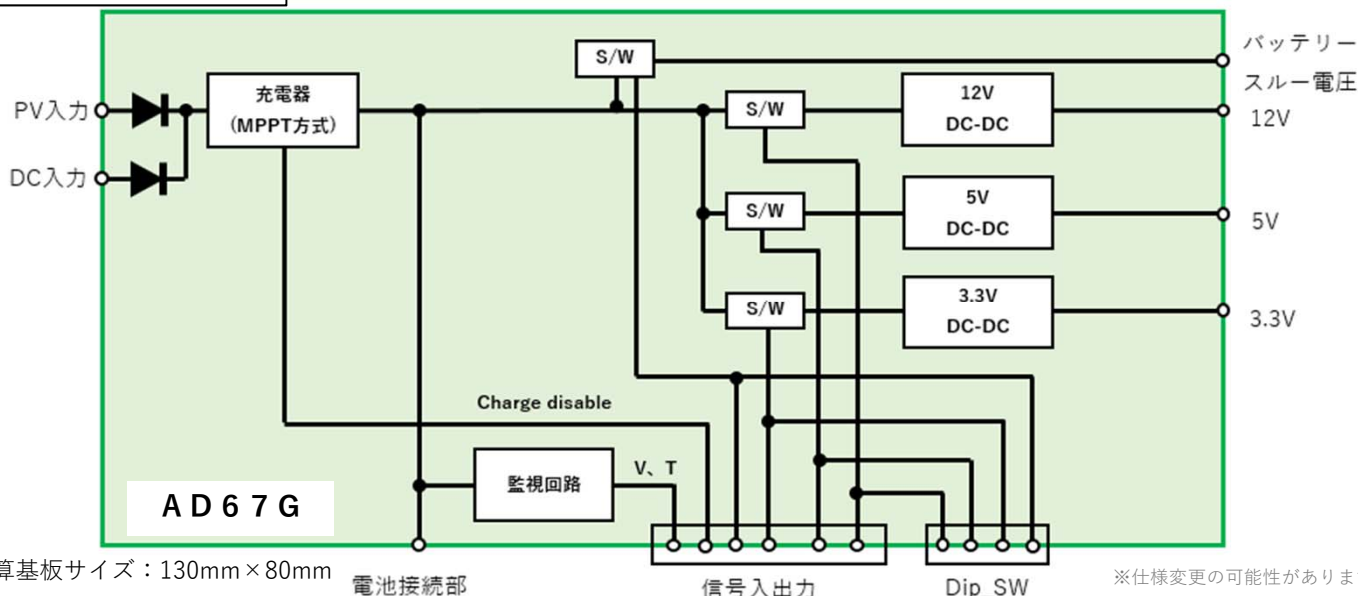 バッテリー
スルー電圧
S/W
PV入力
充電器
(MPPT方式)
S/W
12V
DC-DC
12V
DC入力
S/W
5V
DC-DC
5V
S/W
3.3V
DC-DC
3.3V
Charge disable
監視回路
V、T
AD67G
算基板サイズ：130mm×80mm
電池接続部
信号入出力
Dip SW
※仕様変更の可能性がありま